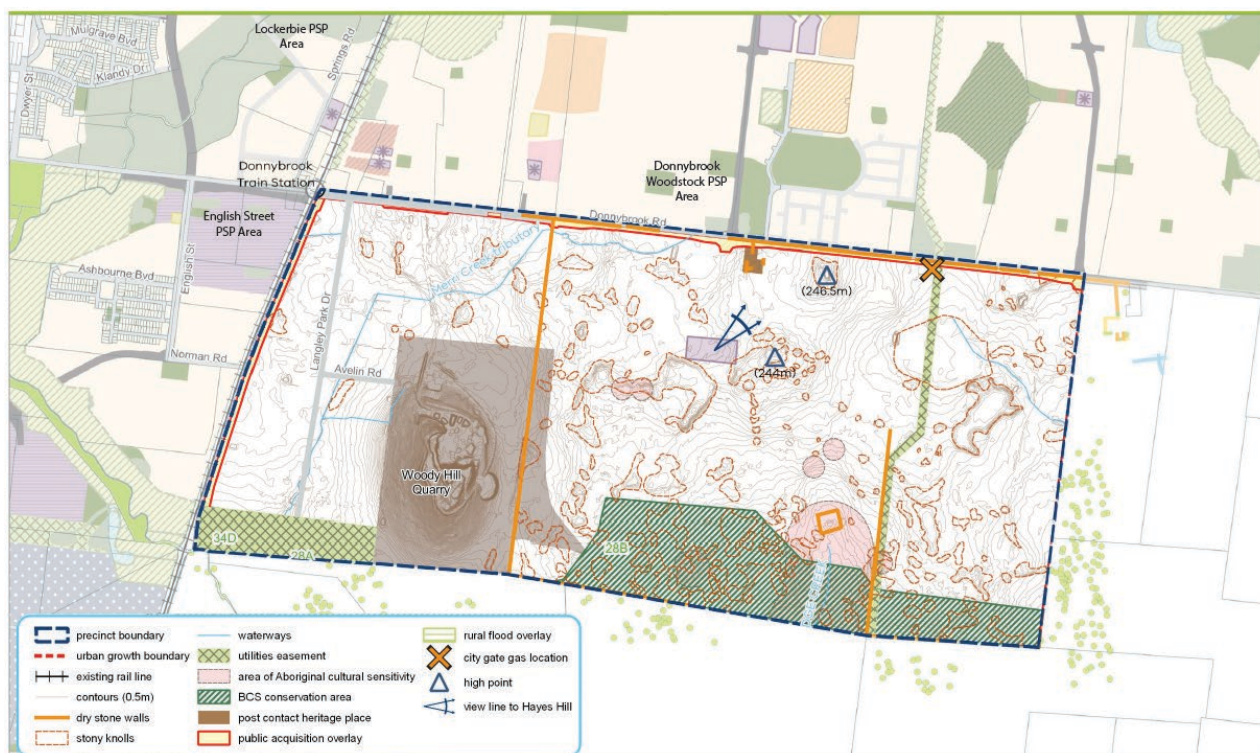 Mulgrave Bvd
Klandy Dr
Dwyer St
Lockerbie PSP
Area
Springs Rd
Donnybrook
Train Station
English Street
PSP Area
Ashbourne Bvd
English St
Norman Rd
Donnybrook
Woodstock PSP
Area
Donnybrook Rd
Merri Creek tributary
Langley Park Dr
Avelin Rd
(246.5m)
(244m)
Woody Hill
Quarry
34D
28A
28B
precinct boundary
urban growth boundary
existing rail line
contours (0.5m)
dry stone walls
stony knolls
waterways
utilities easement
area of Aboriginal cultural sensitivity
BCS conservation area
post contact heritage place
public acquisition overlay
rural flood overlay
city gate gas location
high point
view line to Hayes Hill